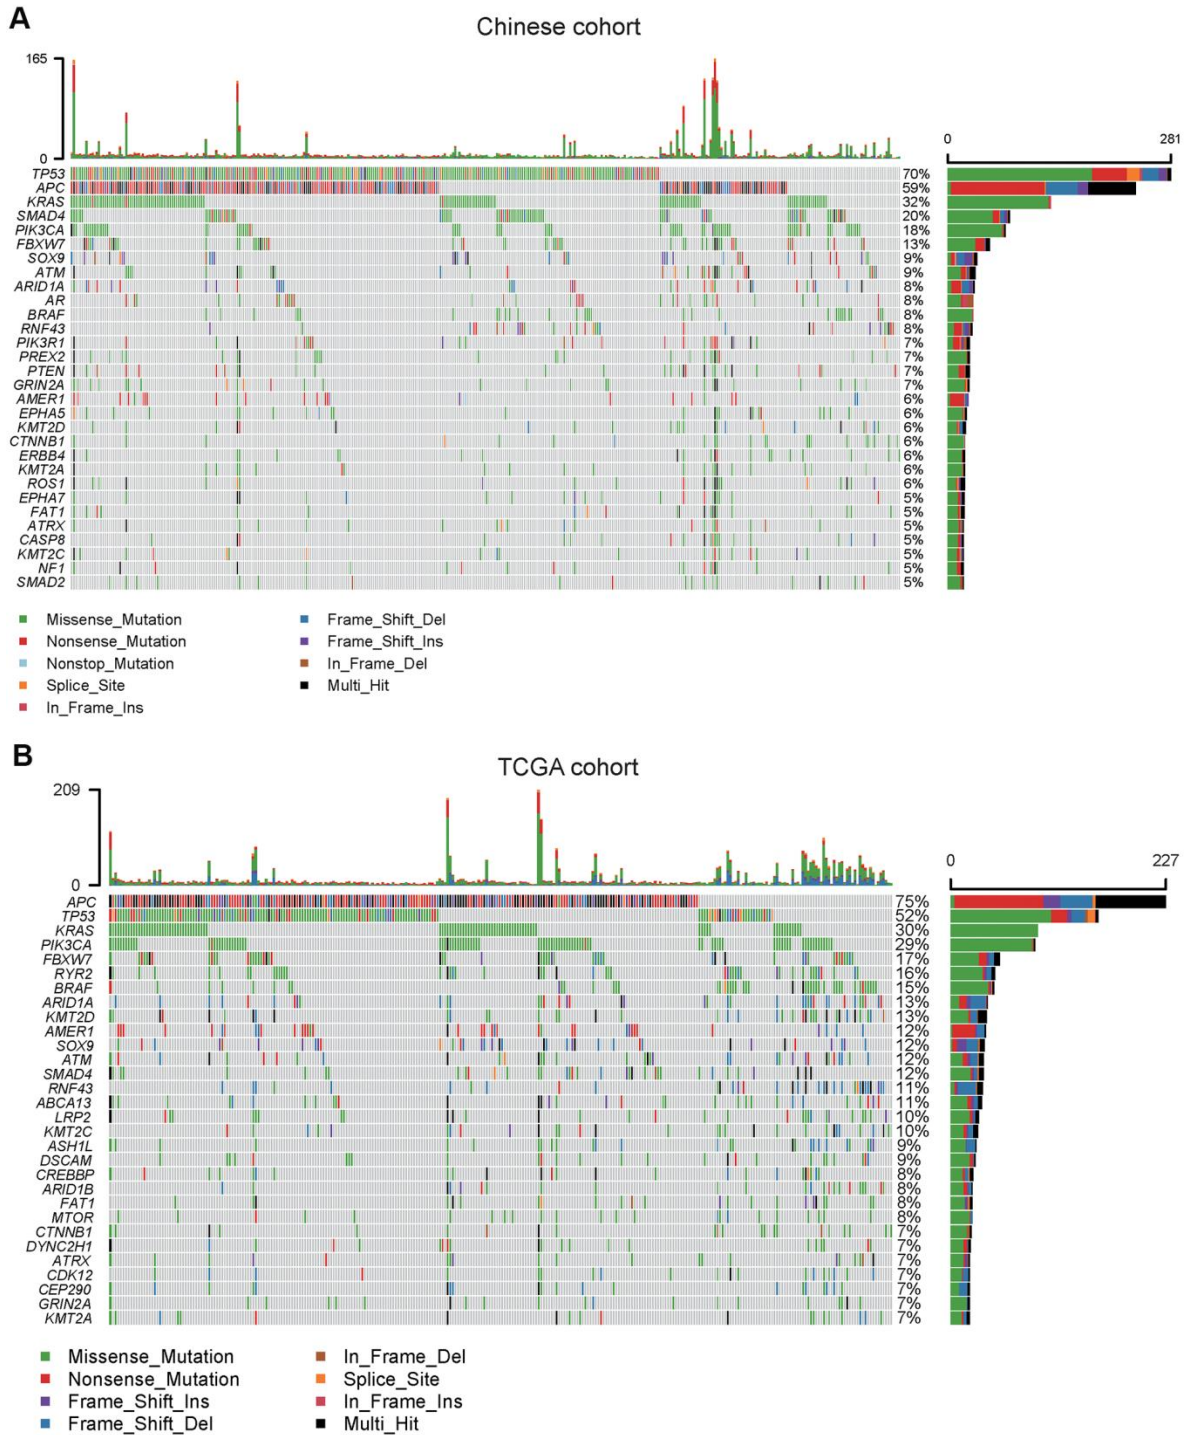 A
Chinese cohort
165
0
0 281
TP53 70%
APC 59%
KRAS 32%
SMAD4 20%
PIK3CA 18%
FBXW7 13%
SOX9 9%
ATM 9%
ARID1A 8%
AR 8%
BRAF 8%
RNF43 8%
PIK3R1 7%
PREX2 7%
PTEN 7%
GRIN2A 7%
AMER1 6%
EPHA5 6%
KMT2D 6%
CTNNB1 6%
ERBB4 6%
KMT2A 6%
ROS1 6%
EPHA7 5%
FAT1 5%
ATRX 5%
CASP8 5%
KMT2C 5%
NF1 5%
SMAD2 5%
Missense_Mutation Frame_Shift_Del
Nonsense_Mutation Frame_Shift_Ins
Nonstop_Mutation In_Frame_Del
Splice_Site Multi_Hit
In_Frame_Ins
B
TCGA cohort
209
0
0 227
APC 75%
TP53 52%
KRAS 30%
PIK3CA 29%
FBXW7 17%
RYR2 16%
BRAF 15%
ARID1A 13%
KMT2D 13%
AMER1 12%
SOX9 12%
ATM 12%
SMAD4 12%
RNF43 11%
ABCA13 11%
LRP2 10%
KMT2C 10%
ASH1L 9%
DSCAM 9%
CREBBP 8%
ARID1B 8%
FAT1 8%
MTOR 8%
CTNNB1 7%
DYNC2H1 7%
ATRX 7%
CDK12 7%
CEP290 7%
GRIN2A 7%
KMT2A 7%
Missense_Mutation In_Frame_Del
Nonsense_Mutation Splice_Site
Frame_Shift_Ins In_Frame_Ins
Frame_Shift_Del Multi_Hit